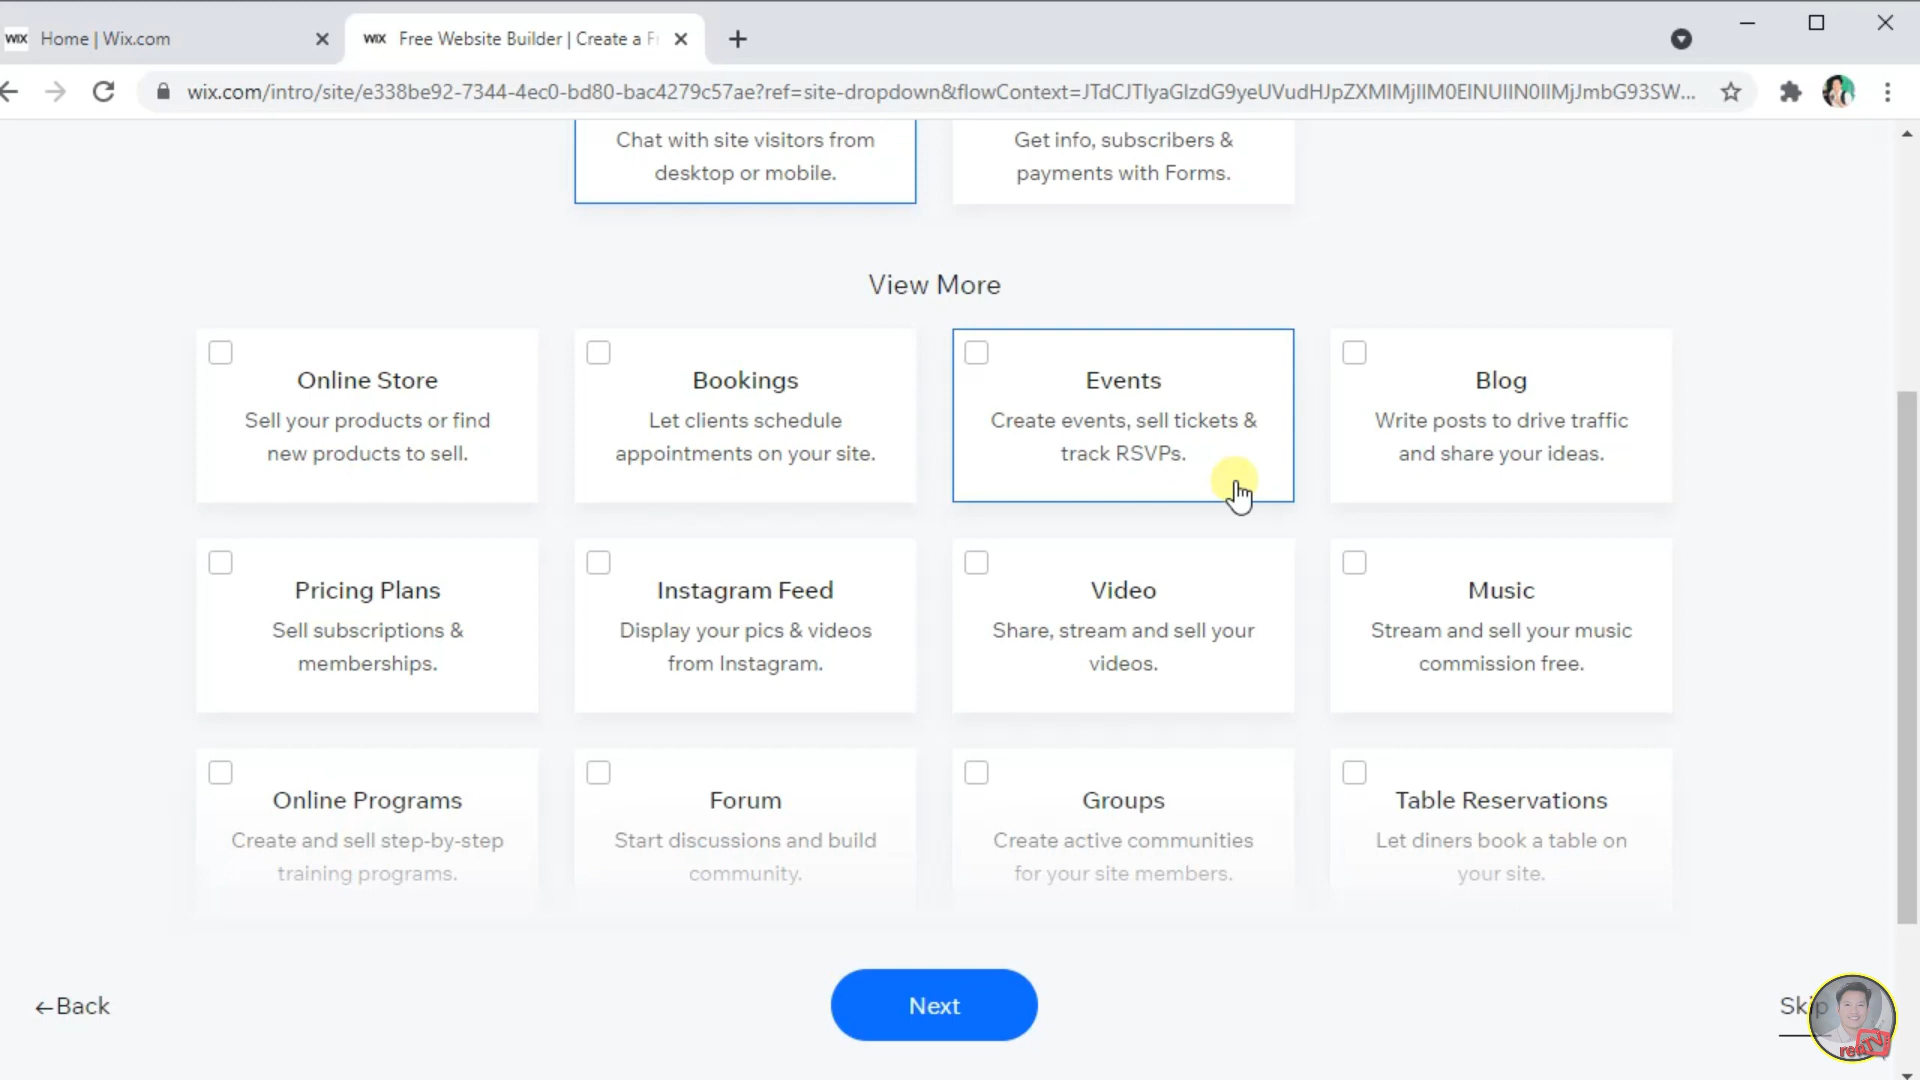 WIX Home | Wix.com
WIX Free Website Builder | Create a Fr
wix.com/intro/site/e338be92-7344-4ec0-bd80-bac4279c57ae?ref=site-dropdown&flowContext=JTdCJTIyaGlzdG9yeUVudHJpZXMlMjIlM0ElNUIlN0IlMjJmbG93SW...
Chat with site visitors from
desktop or mobile.
Get info, subscribers &
payments with Forms.
View More
Online Store
Sell your products or find
new products to sell.
Bookings
Let clients schedule
appointments on your site.
Events
Create events, sell tickets &
track RSVPs.
Blog
Write posts to drive traffic
and share your ideas.
Pricing Plans
Sell subscriptions &
memberships.
Instagram Feed
Display your pics & videos
from Instagram.
Video
Share, stream and sell your
videos.
Music
Stream and sell your music
commission free.
Online Programs
Create and sell step-by-step
training programs.
Forum
Start discussions and build
community.
Groups
Create active communities
for your site members.
Table Reservations
Let diners book a table on
your site.
←Back
Next
Skip
renTV